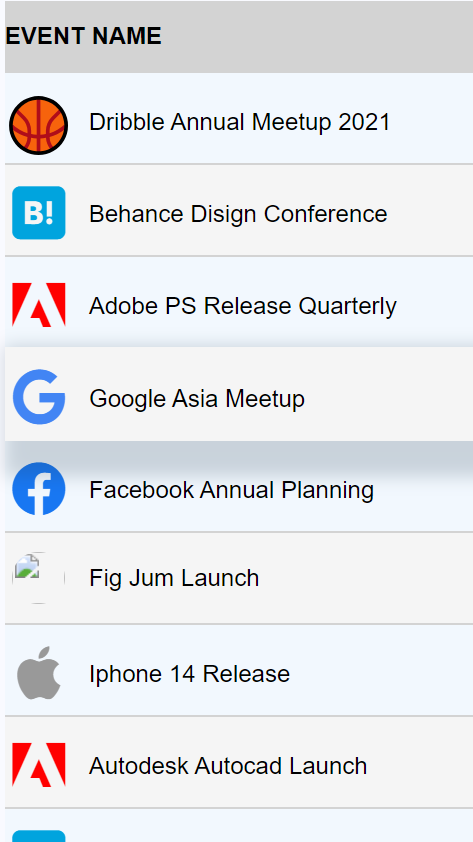 EVENT NAME
Dribble Annual Meetup 2021
B! Behance Disign Conference
Adobe PS Release Quarterly
Google Asia Meetup
Facebook Annual Planning
Fig Jum Launch
Iphone 14 Release
Autodesk Autocad Launch